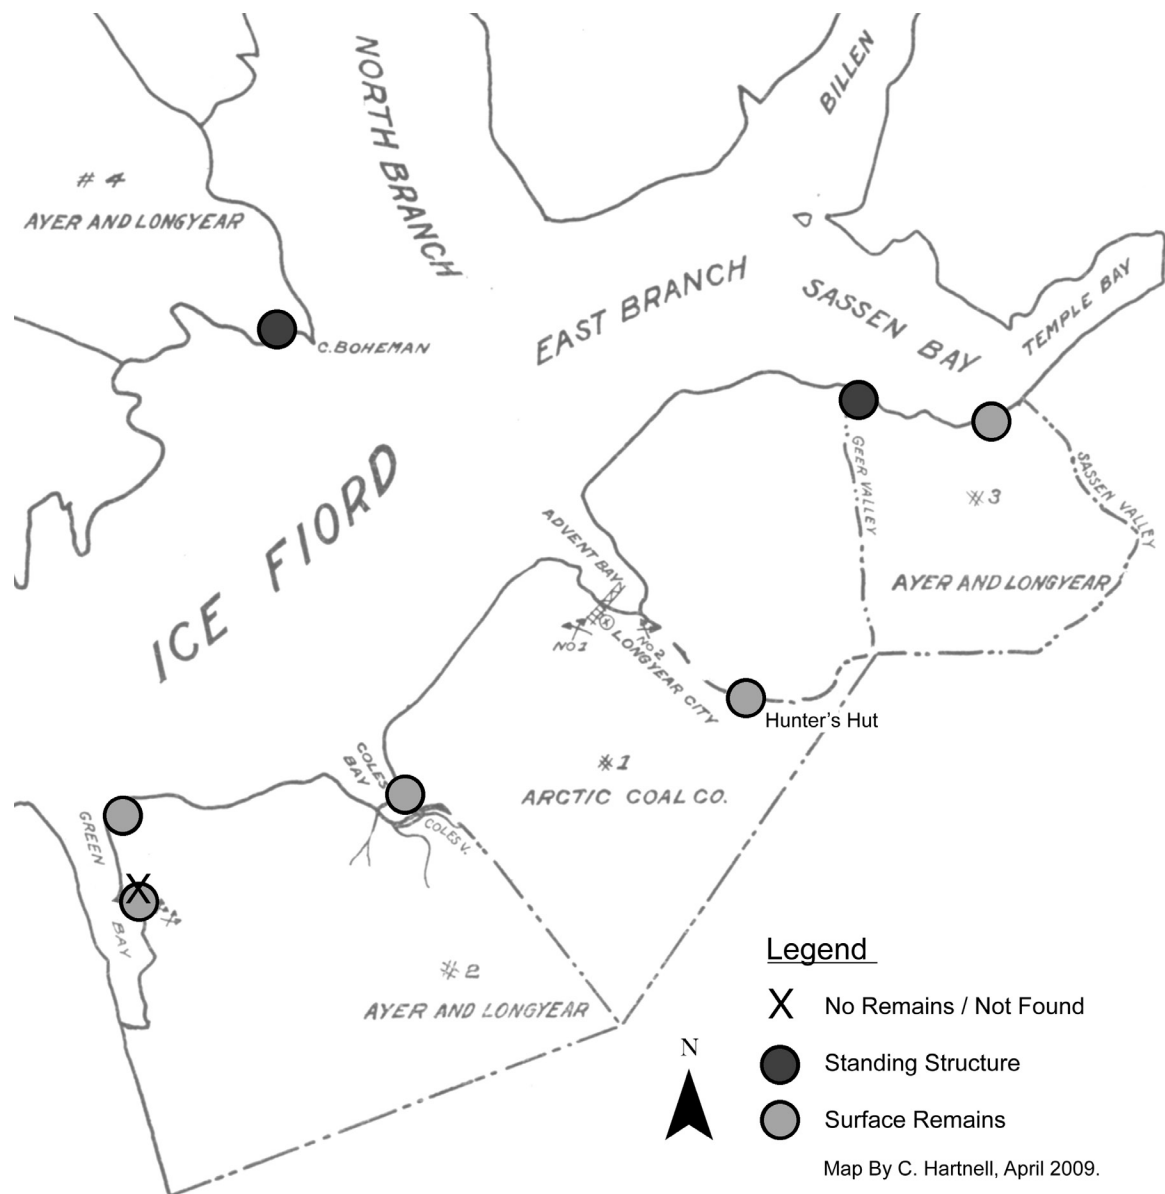 NORTH BRANCH
BILLEN
# 4
AYER AND LONGYEAR
EAST BRANCH
SASSEN BAY
TEMPLE BAY
C. BOHEMAN
ICE FIORD
GEER VALLEY
SASSEN VALLEY
#3
AYER AND LONGYEAR
ADVENT BAY
NO 1
NO 2
LONGYEAR CITY
Hunter's Hut
COLES
BAY
COLES V.
#1
ARCTIC COAL CO.
GREEN
BAY
X
#2
AYER AND LONGYEAR
Legend
X No Remains / Not Found
Standing Structure
Surface Remains
N
Map By C. Hartnell, April 2009.